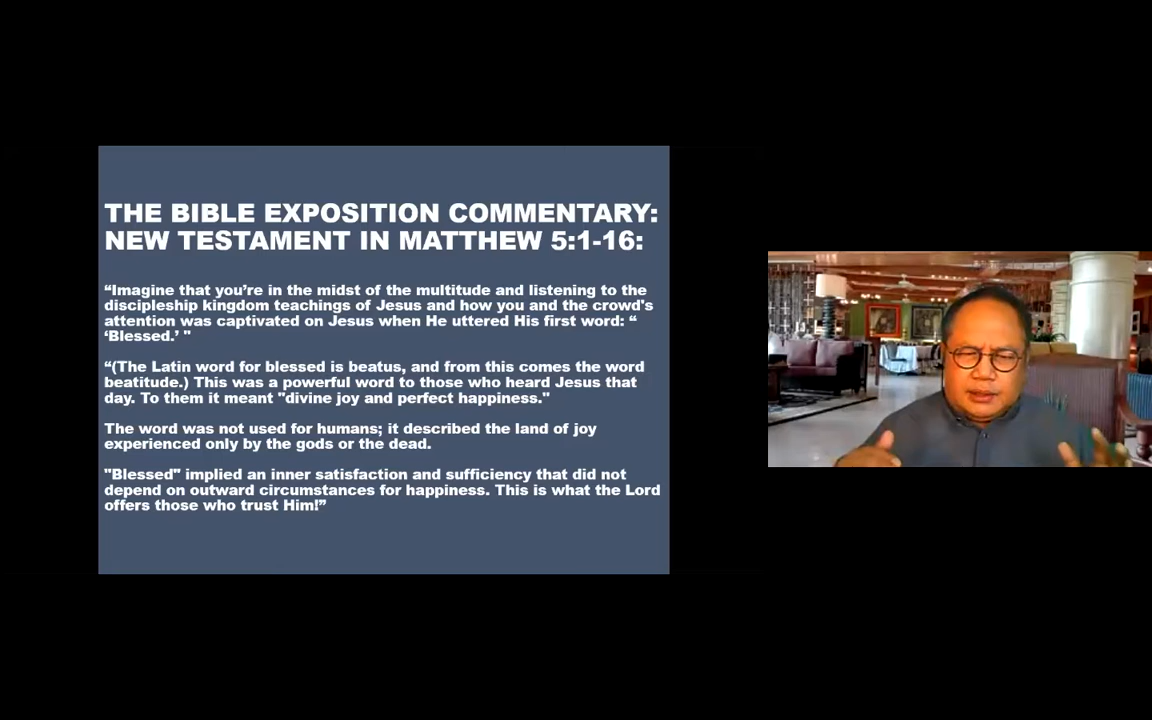 THE BIBLE EXPOSITION COMMENTARY:
NEW TESTAMENT IN MATTHEW 5:1-16:
“Imagine that you’re in the midst of the multitude and listening to the
discipleship kingdom teachings of Jesus and how you and the crowd's
attention was captivated on Jesus when He uttered His first word: “
‘Blessed.’ "
“(The Latin word for blessed is beatus, and from this comes the word
beatitude.) This was a powerful word to those who heard Jesus that
day. To them it meant "divine joy and perfect happiness."
The word was not used for humans; it described the land of joy
experienced only by the gods or the dead.
"Blessed" implied an inner satisfaction and sufficiency that did not
depend on outward circumstances for happiness. This is what the Lord
offers those who trust Him!”